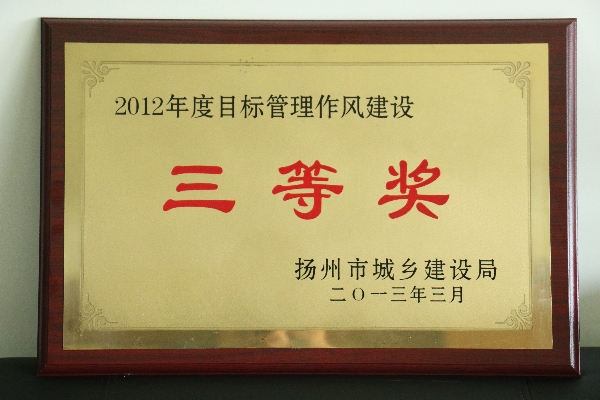 2012年度目标管理作风建设
三等奖
扬州市城乡建设局
二〇一三年三月